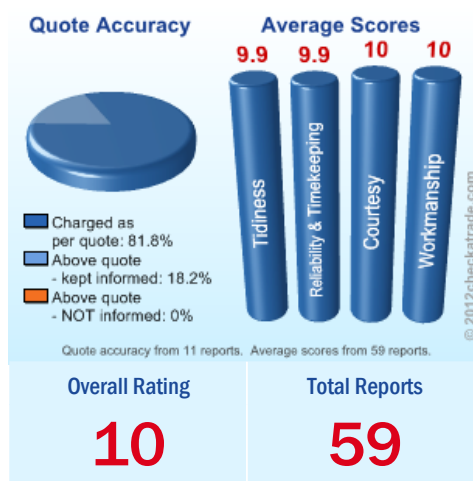 Quote Accuracy
Average Scores
9.9
9.9
10
10
Tidiness
Reliability & Timekeeping
Courtesy
Workmanship
Charged as
per quote: 81.8%
Above quote
- kept informed: 18.2%
Above quote
- NOT informed: 0%
© 2012checkatrade.com
Quote accuracy from 11 reports. Average scores from 59 reports.
Overall Rating
Total Reports
10
59